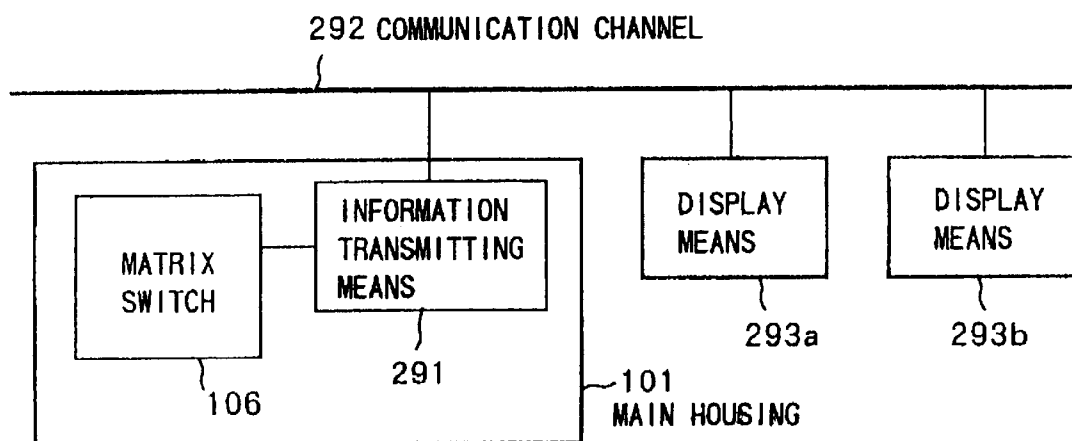 292 COMMUNICATION CHANNEL
MATRIX
SWITCH
INFORMATION
TRANSMITTING
MEANS
DISPLAY
MEANS
DISPLAY
MEANS
106
291
293a
293b
101
MAIN HOUSING